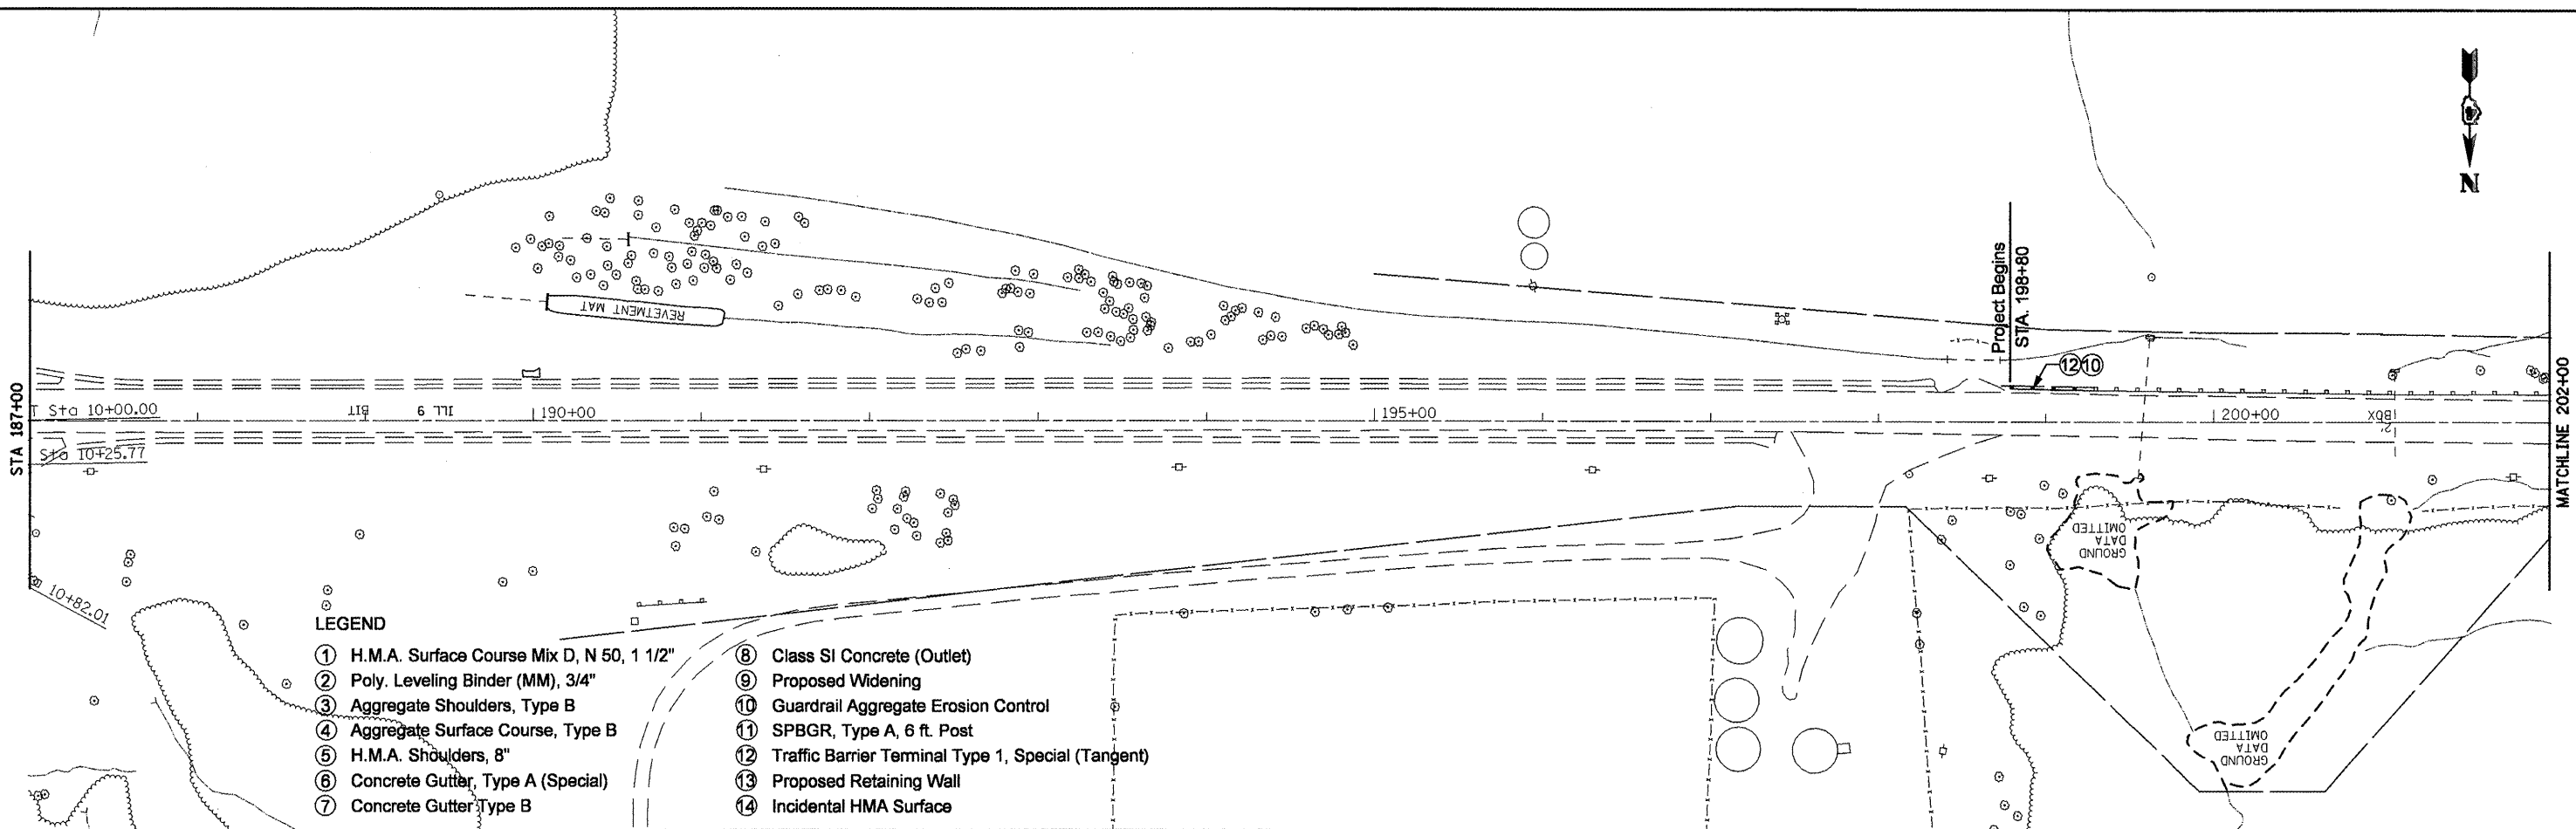 N
Project Begins
STA. 198+80
REVETMENT MAT
12 10
STA 187+00
T Sta 10+00.00
BIT
ILL 9
190+00
195+00
200+00
1BOX
2'
MATCHLINE 202+00
Sta 10+25.77
GROUND
DATA
OMITTED
10+82.01
LEGEND
1 H.M.A. Surface Course Mix D, N 50, 1 1/2"
2 Poly. Leveling Binder (MM), 3/4"
3 Aggregate Shoulders, Type B
4 Aggregate Surface Course, Type B
5 H.M.A. Shoulders, 8"
6 Concrete Gutter, Type A (Special)
7 Concrete Gutter Type B
8 Class SI Concrete (Outlet)
9 Proposed Widening
10 Guardrail Aggregate Erosion Control
11 SPBGR, Type A, 6 ft. Post
12 Traffic Barrier Terminal Type 1, Special (Tangent)
13 Proposed Retaining Wall
14 Incidental HMA Surface
GROUND
DATA
OMITTED